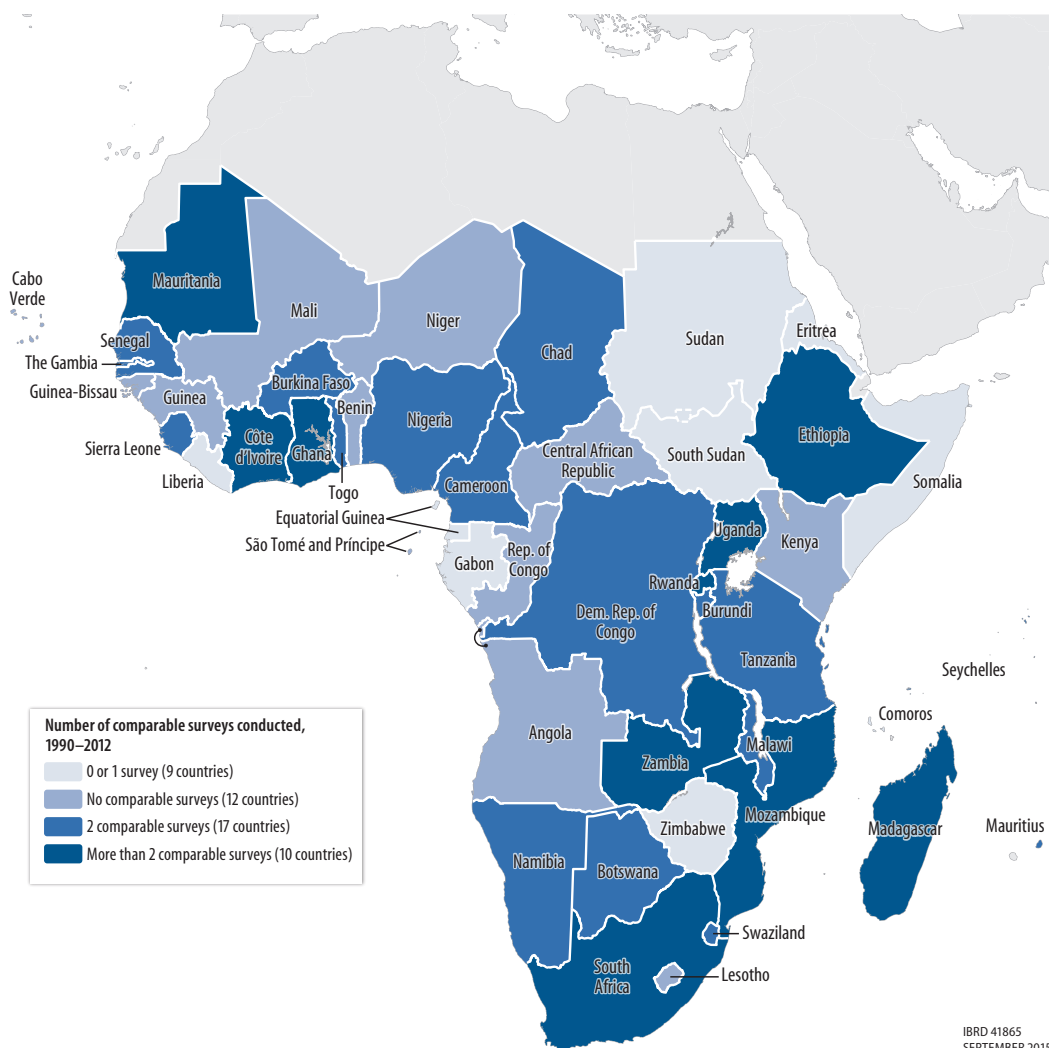 Cabo
Verde
Mauritania
Mali
Niger
Chad
Sudan
Eritrea
Senegal
The Gambia
Guinea-Bissau
Guinea
Burkina Faso
Benin
Nigeria
Ethiopia
Sierra Leone
Côte
d'Ivoire
Ghana
Central African
Republic
South Sudan
Somalia
Liberia
Togo
Cameroon
Equatorial Guinea
São Tomé and Príncipe
Gabon
Rep. of
Congo
Uganda
Kenya
Rwanda
Burundi
Dem. Rep. of
Congo
Tanzania
Seychelles
Comoros
Angola
Malawi
Zambia
Mozambique
Zimbabwe
Madagascar
Mauritius
Namibia
Botswana
Swaziland
South
Africa
Lesotho
Number of comparable surveys conducted,
1990–2012
0 or 1 survey (9 countries)
No comparable surveys (12 countries)
2 comparable surveys (17 countries)
More than 2 comparable surveys (10 countries)
IBRD 41865
SEPTEMBER 2015